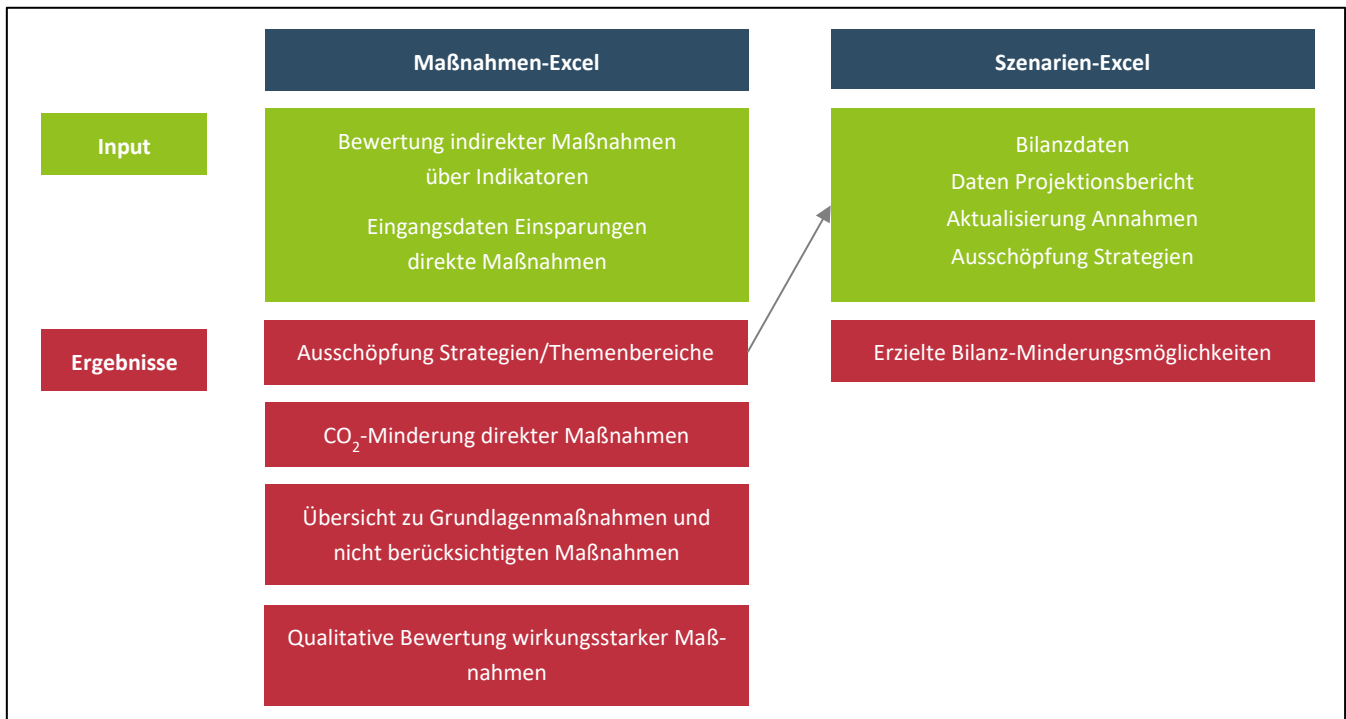 Maßnahmen-Excel
Szenarien-Excel
Input
Bewertung indirekter Maßnahmen
über Indikatoren
Eingangsdaten Einsparungen
direkte Maßnahmen
Bilanzdaten
Daten Projektionsbericht
Aktualisierung Annahmen
Ausschöpfung Strategien
Ergebnisse
Ausschöpfung Strategien/Themenbereiche
Erzielte Bilanz-Minderungsmöglichkeiten
CO₂-Minderung direkter Maßnahmen
Übersicht zu Grundlagenmaßnahmen und
nicht berücksichtigten Maßnahmen
Qualitative Bewertung wirkungsstarker Maß-
nahmen